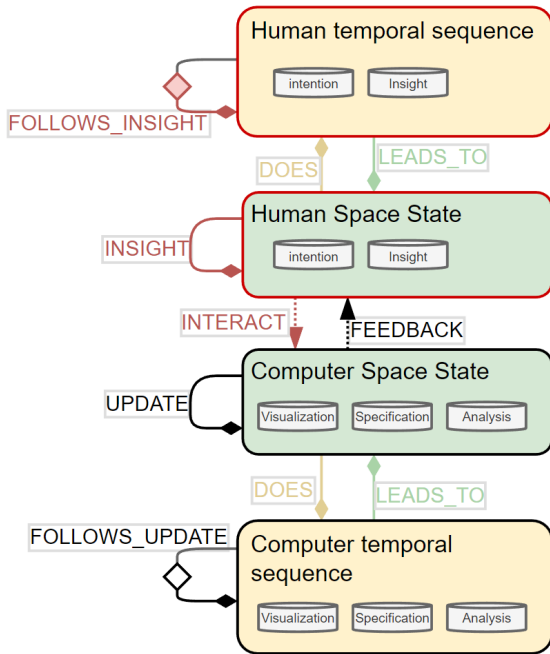 Human temporal sequence
intention
Insight
FOLLOWS_INSIGHT
DOES
LEADS_TO
Human Space State
INSIGHT
intention
Insight
INTERACT
FEEDBACK
Computer Space State
UPDATE
Visualization
Specification
Analysis
DOES
LEADS_TO
FOLLOWS_UPDATE
Computer temporal
sequence
Visualization
Specification
Analysis